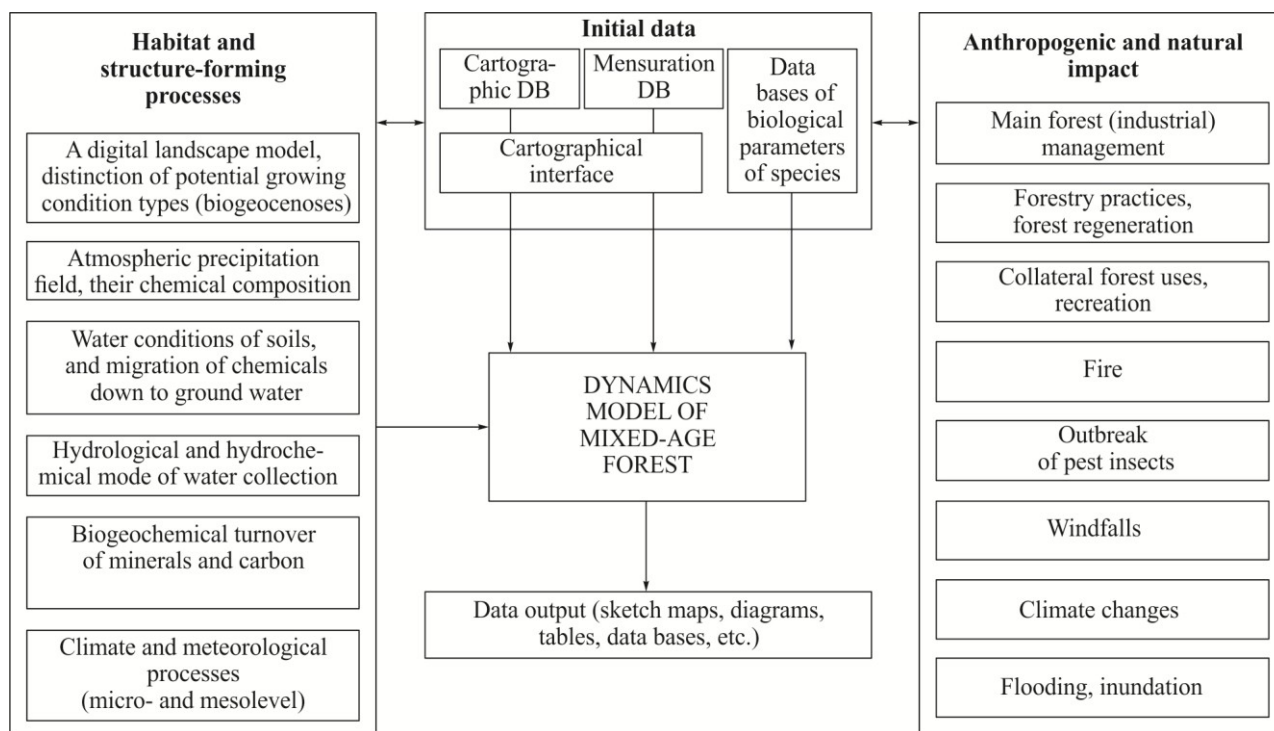 Habitat and
structure-forming
processes
A digital landscape model,
distinction of potential growing
condition types (biogeocenoses)
Atmospheric precipitation
field, their chemical composition
Water conditions of soils,
and migration of chemicals
down to ground water
Hydrological and hydroche-
mical mode of water collection
Biogeochemical turnover
of minerals and carbon
Climate and meteorological
processes
(micro- and mesolevel)
Initial data
Cartogra-
phic DB
Mensuration
DB
Data
bases of
biological
parameters
of species
Cartographical
interface
DYNAMICS
MODEL OF
MIXED-AGE
FOREST
Data output (sketch maps, diagrams,
tables, data bases, etc.)
Anthropogenic and natural
impact
Main forest (industrial)
management
Forestry practices,
forest regeneration
Collateral forest uses,
recreation
Fire
Outbreak
of pest insects
Windfalls
Climate changes
Flooding, inundation